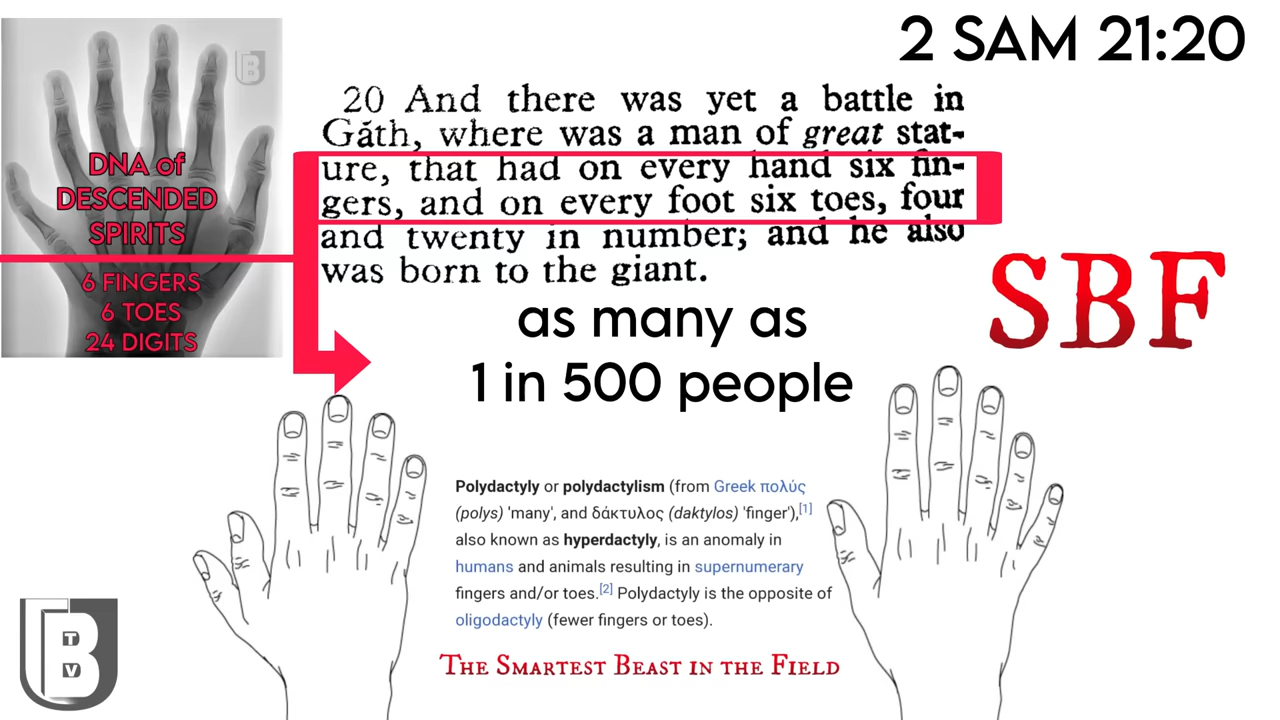 2 SAM 21:20
B
DNA of
DESCENDED
SPIRITS
6 FINGERS
6 TOES
24 DIGITS
20 And there was yet a battle in
Găth, where was a man of great stat-
ure, that had on every hand six fin-
gers, and on every foot six toes, four
and twenty in number; and he also
was born to the giant.
SBF
as many as
1 in 500 people
Polydactyly or polydactylism (from Greek πολύς
(polys) 'many', and δάκτυλος (daktylos) 'finger'),[1]
also known as hyperdactyly, is an anomaly in
humans and animals resulting in supernumerary
fingers and/or toes.[2] Polydactyly is the opposite of
oligodactyly (fewer fingers or toes).
The Smartest Beast in the Field
B
TV